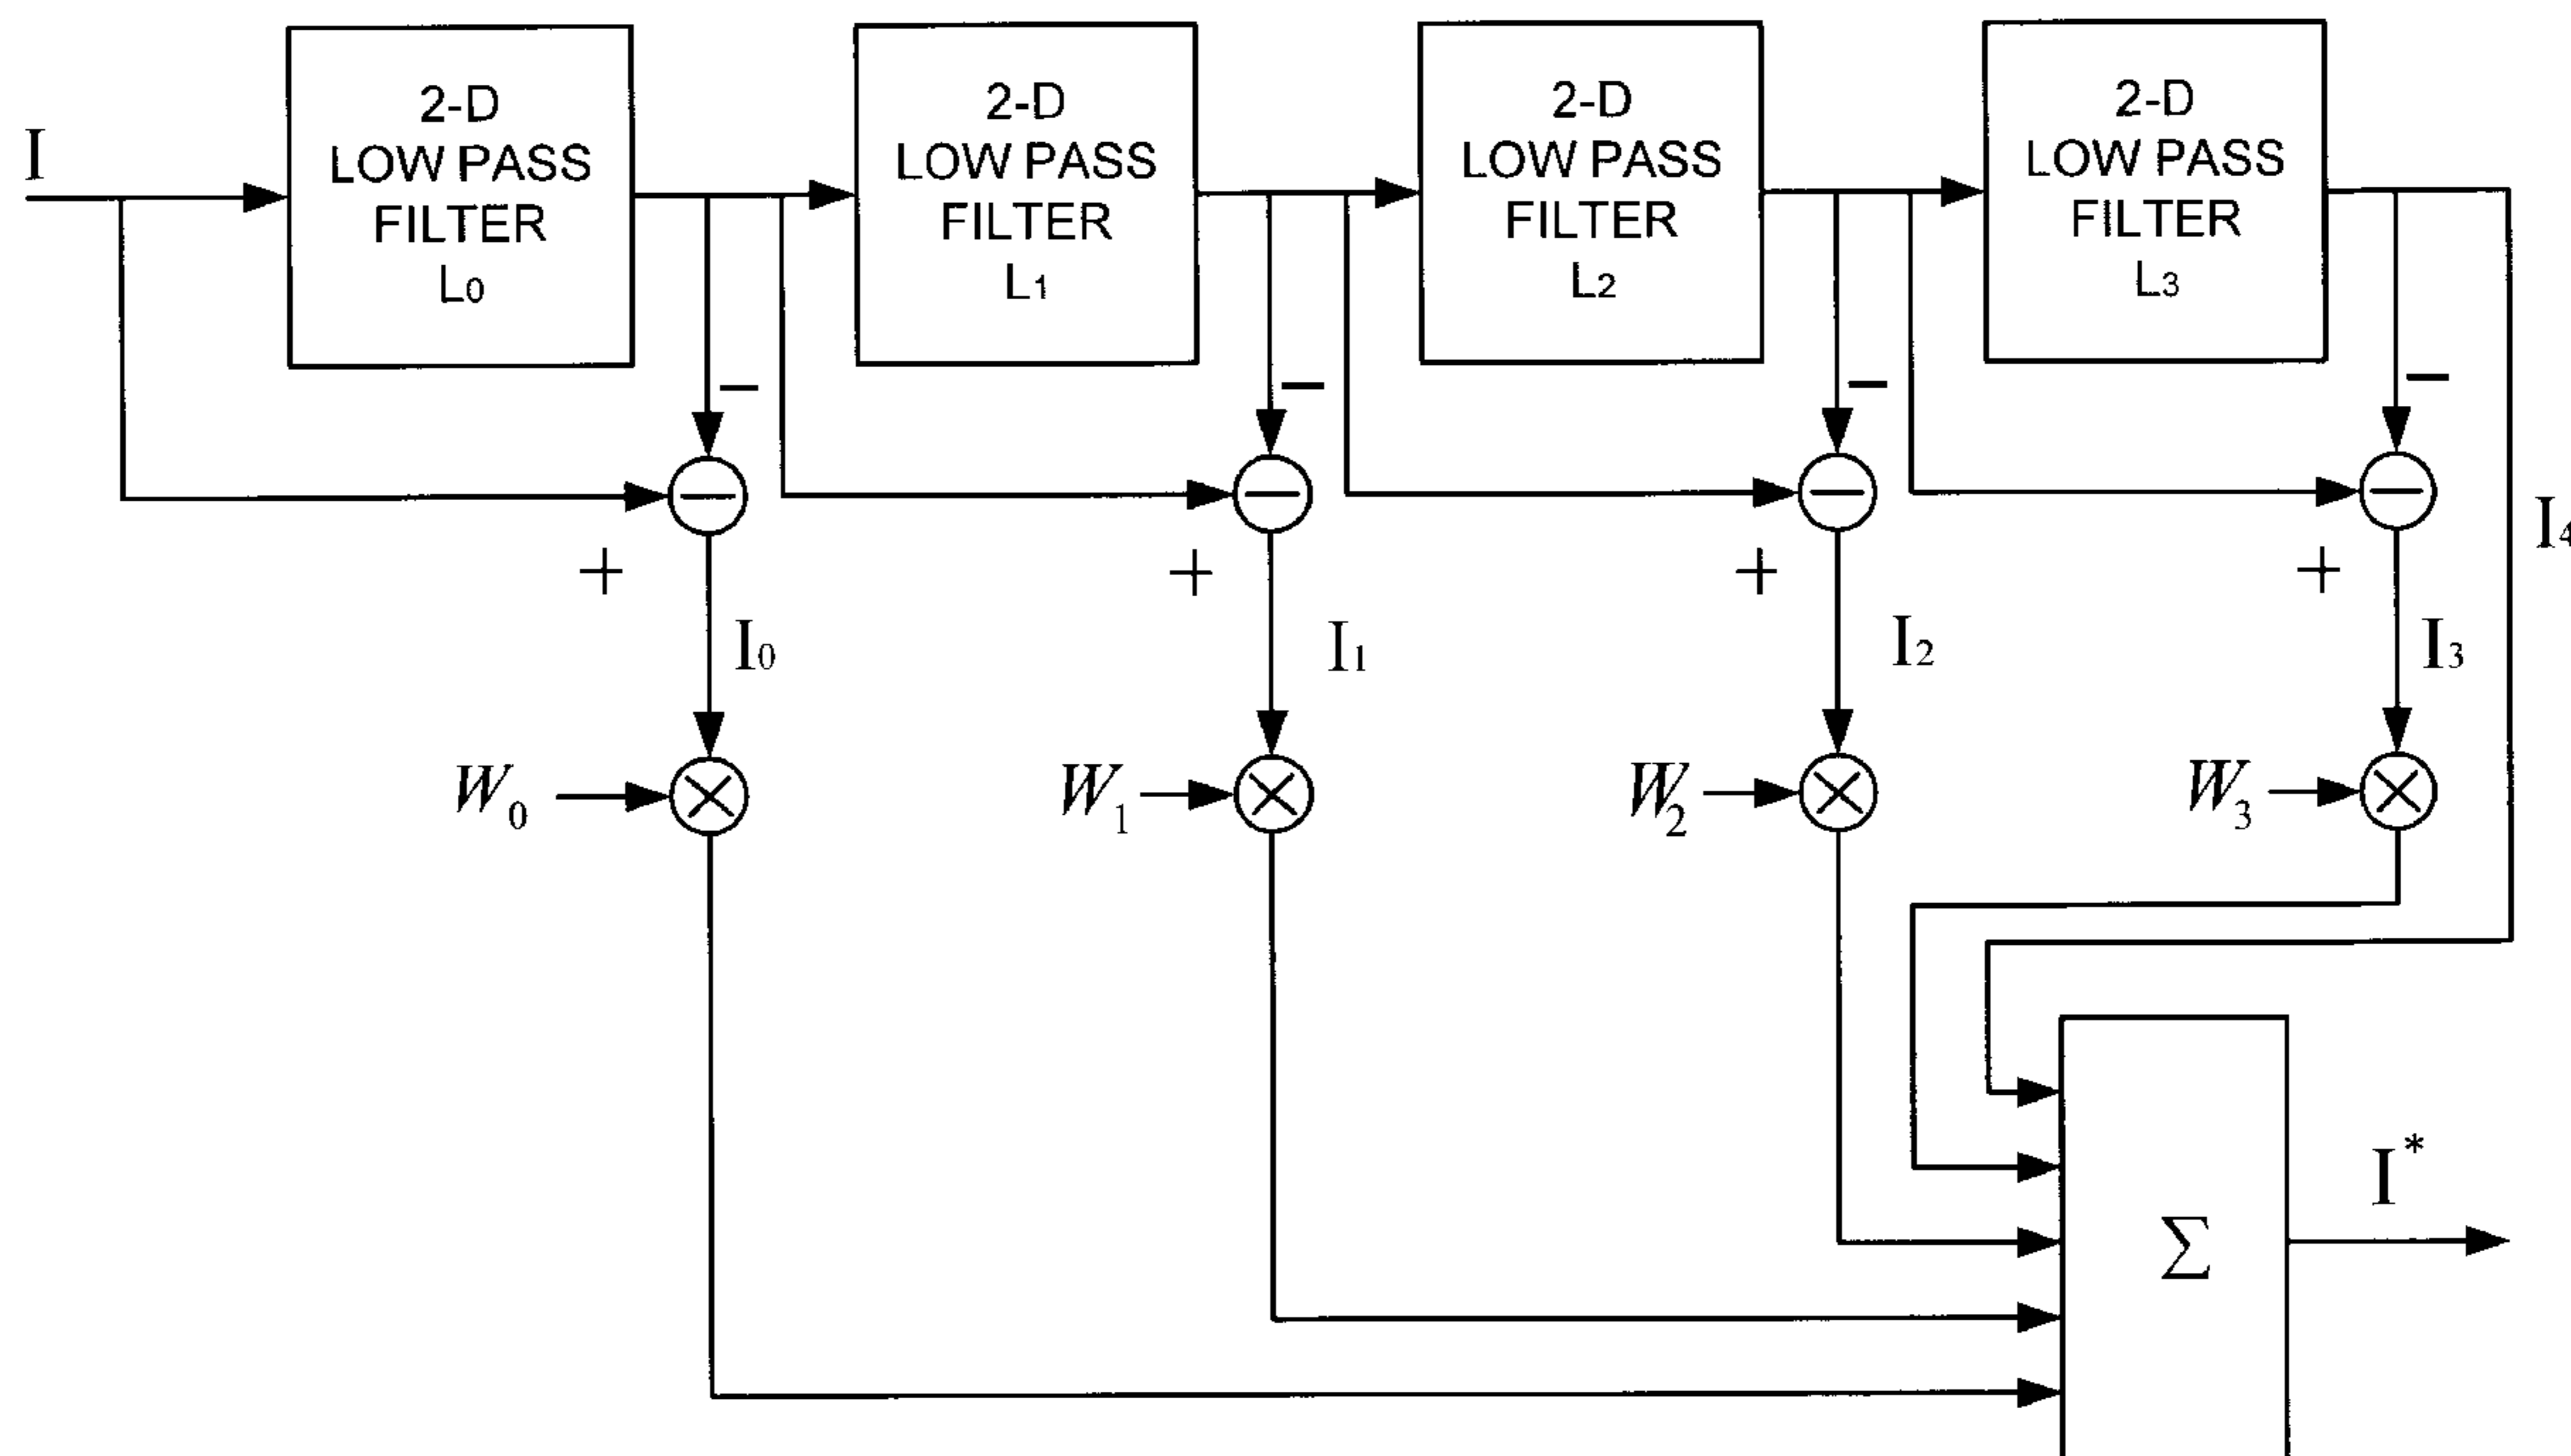 I
2-D
LOW PASS
FILTER
L0
2-D
LOW PASS
FILTER
L1
2-D
LOW PASS
FILTER
L2
2-D
LOW PASS
FILTER
L3
−
−
−
−
+
+
+
+
I4
I0
I1
I2
I3
W0
W1
W2
W3
Σ
I*